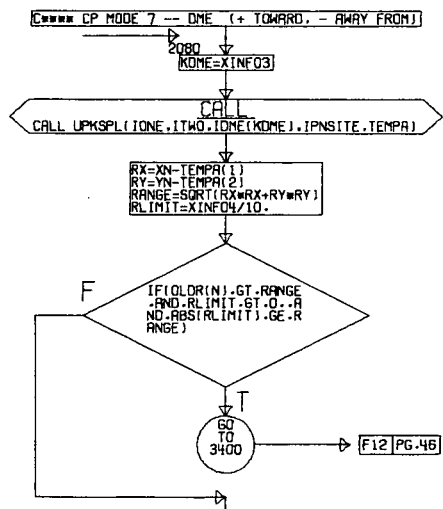 C**** CP MODE 7 -- DME (+ TOWARD, - AWAY FROM)
2080
KDME=XINFO3
CALL
CALL UPKSPL(IONE,ITWO,IDME(KDME),IPNSITE,TEMPA)
RX=XN-TEMPA(1)
RY=YN-TEMPA(2)
RANGE=SQRT(RX*RX+RY*RY)
RLIMIT=XINFO4/10.
F
IF(OLDR(N).GT.RANGE
.AND.RLIMIT.GT.0..A
ND.ABS(RLIMIT).GE.R
ANGE)
T
GO
TO
3400
F12 PG.46